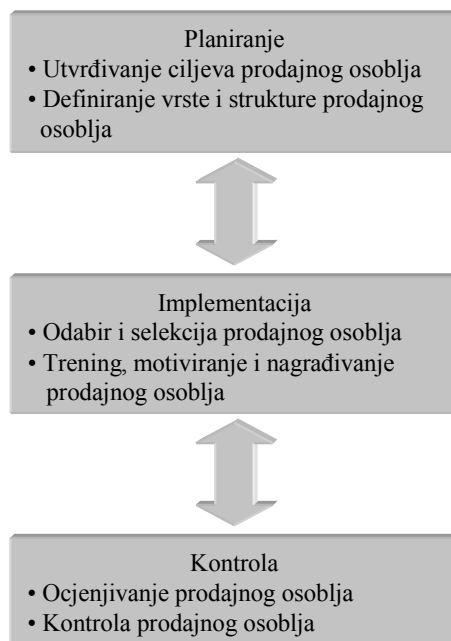 Planiranje
• Utvrđivanje ciljeva prodajnog osoblja
• Definiranje vrste i strukture prodajnog
osoblja
Implementacija
• Odabir i selekcija prodajnog osoblja
• Trening, motiviranje i nagrađivanje
prodajnog osoblja
Kontrola
• Ocjenjivanje prodajnog osoblja
• Kontrola prodajnog osoblja